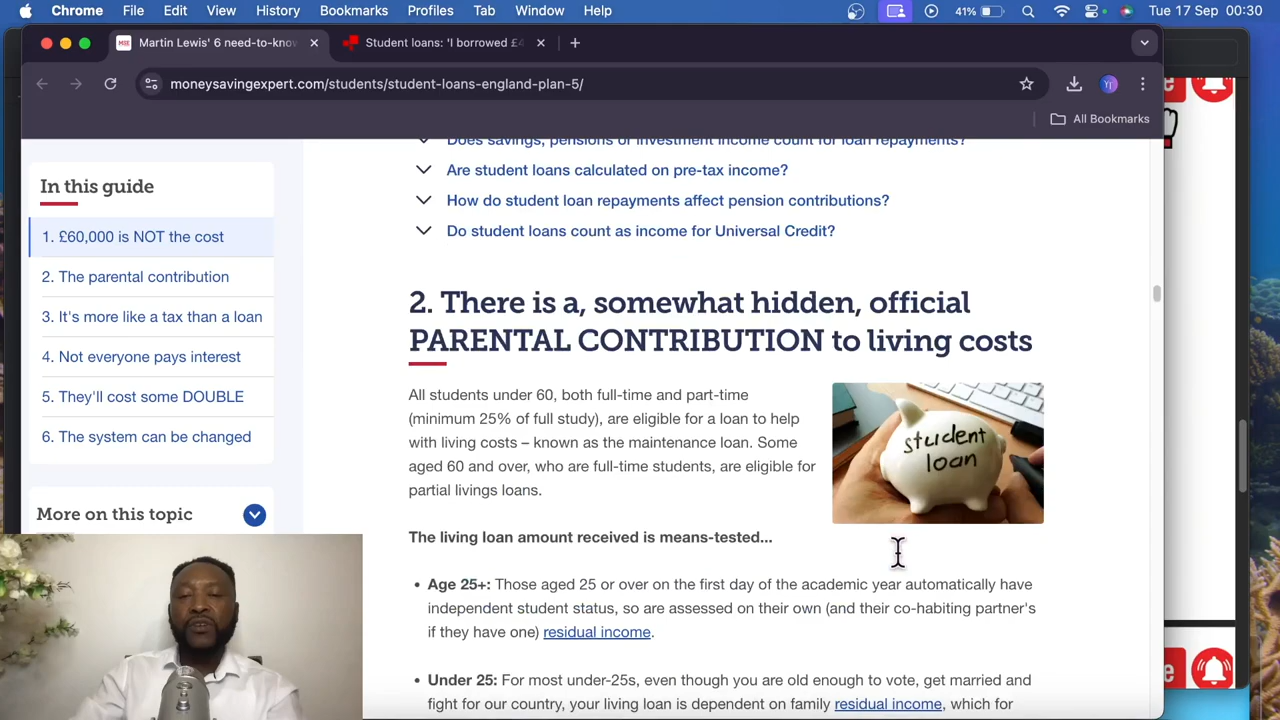 Chrome File Edit View History Bookmarks Profiles Tab Window Help 41% Tue 17 Sep 00:30
MSE Martin Lewis' 6 need-to-kno
Student loans: 'I borrowed £4
moneysavingexpert.com/students/student-loans-england-plan-5/
YI
All Bookmarks
In this guide
1. £60,000 is NOT the cost
2. The parental contribution
3. It's more like a tax than a loan
4. Not everyone pays interest
5. They'll cost some DOUBLE
6. The system can be changed
More on this topic
Does savings, pensions or investment income count for loan repayments?
Are student loans calculated on pre-tax income?
How do student loan repayments affect pension contributions?
Do student loans count as income for Universal Credit?
2. There is a, somewhat hidden, official
PARENTAL CONTRIBUTION to living costs
All students under 60, both full-time and part-time
(minimum 25% of full study), are eligible for a loan to help
with living costs – known as the maintenance loan. Some
aged 60 and over, who are full-time students, are eligible for
partial livings loans.
student
loan
The living loan amount received is means-tested...
• Age 25+: Those aged 25 or over on the first day of the academic year automatically have
independent student status, so are assessed on their own (and their co-habiting partner's
if they have one) residual income.
• Under 25: For most under-25s, even though you are old enough to vote, get married and
fight for our country, your living loan is dependent on family residual income, which for